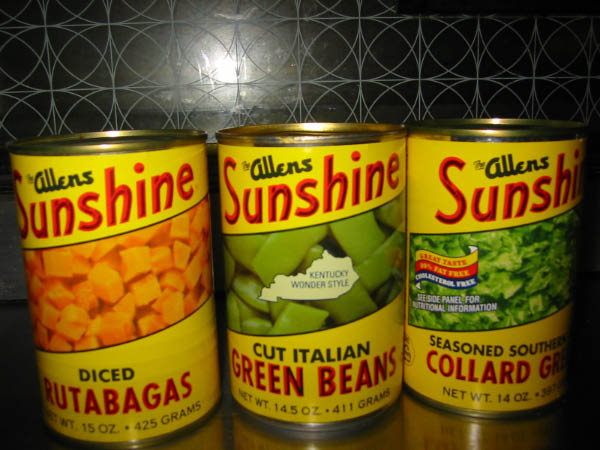 The Allens
Sunshine
DICED
RUTABAGAS
NET WT. 15 OZ. • 425 GRAMS
The Allens
Sunshine
KENTUCKY
WONDER STYLE
CUT ITALIAN
GREEN BEANS
NET WT. 14.5 OZ. • 411 GRAMS
The Allens
Sunshi
GREAT TASTE
99% FAT FREE
CHOLESTEROL FREE
SEE SIDE PANEL FOR
NUTRITIONAL INFORMATION
SEASONED SOUTHERN
COLLARD GRE
NET WT. 14 OZ. • 397